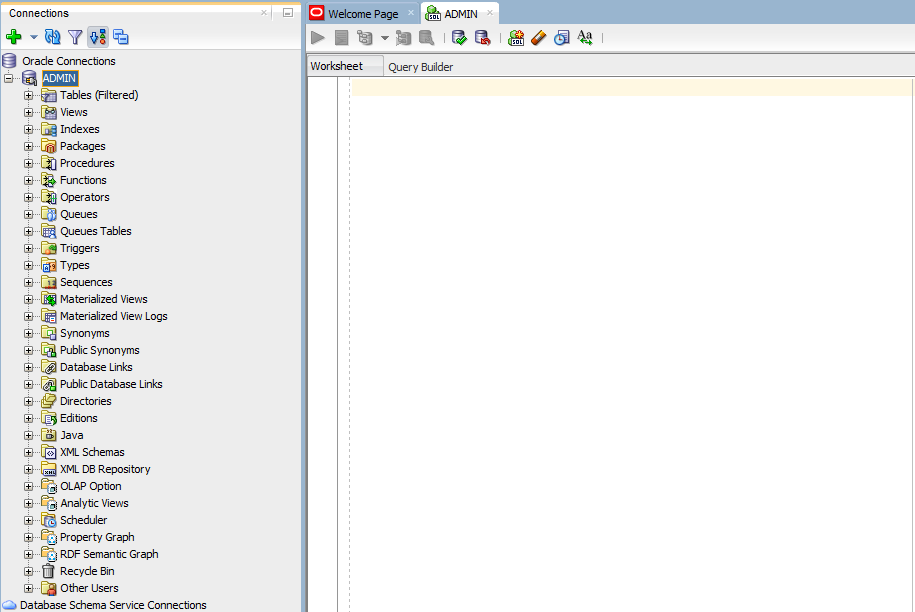 Connections
Welcome Page
ADMIN
Worksheet
Query Builder
Oracle Connections
ADMIN
Tables (Filtered)
Views
Indexes
Packages
Procedures
Functions
Operators
Queues
Queues Tables
Triggers
Types
Sequences
Materialized Views
Materialized View Logs
Synonyms
Public Synonyms
Database Links
Public Database Links
Directories
Editions
Java
XML Schemas
XML DB Repository
OLAP Option
Analytic Views
Scheduler
Property Graph
RDF Semantic Graph
Recycle Bin
Other Users
Database Schema Service Connections